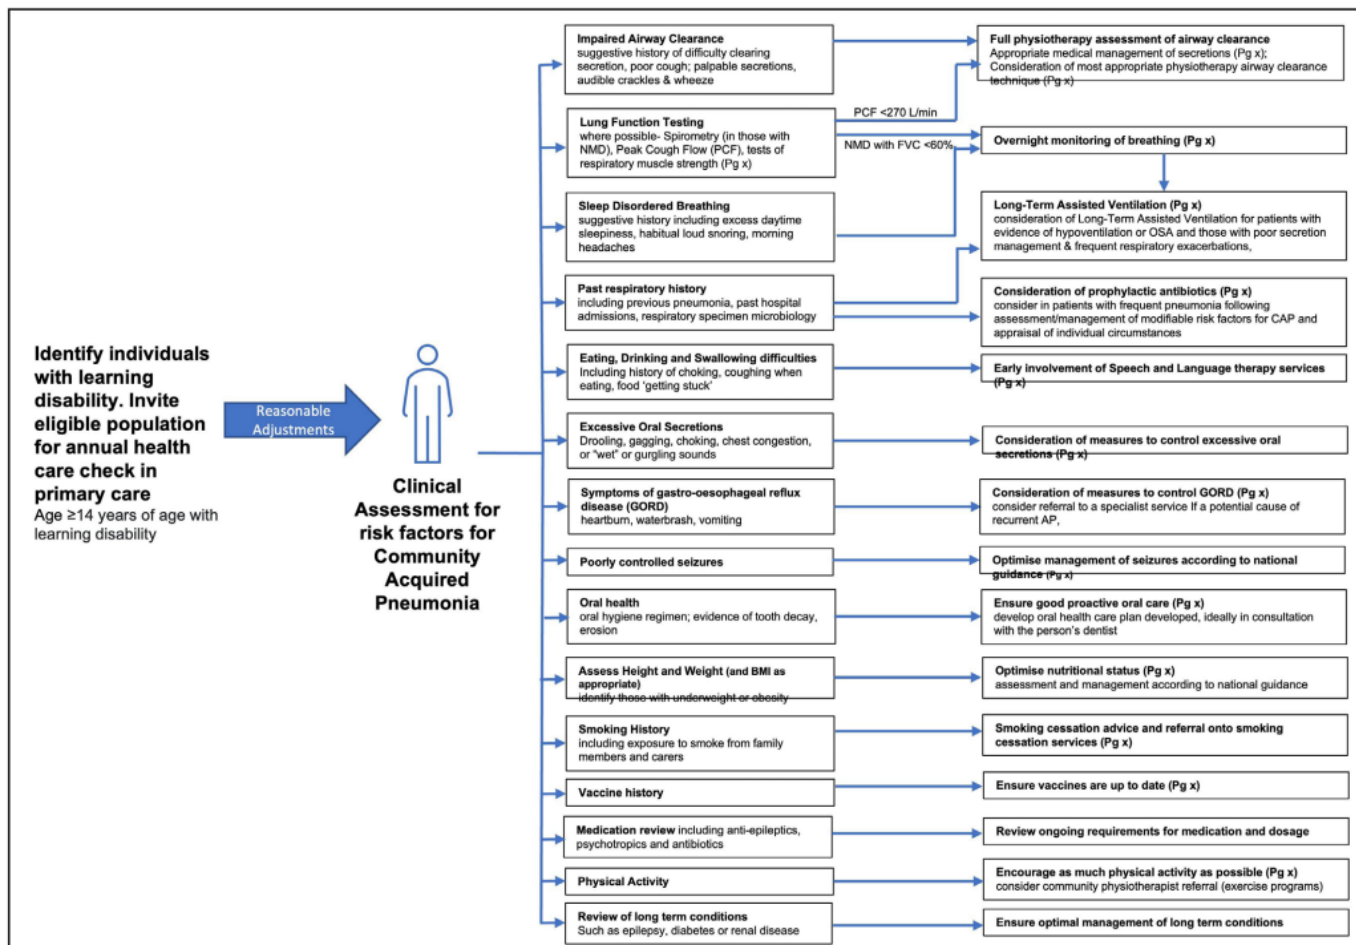 Identify individuals
with learning
disability. Invite
eligible population
for annual health
care check in
primary care
Age ≥14 years of age with
learning disability
Reasonable
Adjustments
Clinical
Assessment for
risk factors for
Community
Acquired
Pneumonia
Impaired Airway Clearance
suggestive history of difficulty clearing
secretion, poor cough; palpable secretions,
audible crackles & wheeze
Lung Function Testing
where possible- Spirometry (in those with
NMD), Peak Cough Flow (PCF), tests of
respiratory muscle strength (Pg x)
Sleep Disordered Breathing
suggestive history including excess daytime
sleepiness, habitual loud snoring, morning
headaches
Past respiratory history
including previous pneumonia, past hospital
admissions, respiratory specimen microbiology
Eating, Drinking and Swallowing difficulties
Including history of choking, coughing when
eating, food ‘getting stuck’
Excessive Oral Secretions
Drooling, gagging, choking, chest congestion,
or “wet” or gurgling sounds
Symptoms of gastro-oesophageal reflux
disease (GORD)
heartburn, waterbrash, vomiting
Poorly controlled seizures
Oral health
oral hygiene regimen; evidence of tooth decay,
erosion
Assess Height and Weight (and BMI as
appropriate)
identify those with underweight or obesity
Smoking History
including exposure to smoke from family
members and carers
Vaccine history
Medication review including anti-epileptics,
psychotropics and antibiotics
Physical Activity
Review of long term conditions
Such as epilepsy, diabetes or renal disease
PCF <270 L/min
NMD with FVC <60%
Full physiotherapy assessment of airway clearance
Appropriate medical management of secretions (Pg x);
Consideration of most appropriate physiotherapy airway clearance
technique (Pg x)
Overnight monitoring of breathing (Pg x)
Long-Term Assisted Ventilation (Pg x)
consideration of Long-Term Assisted Ventilation for patients with
evidence of hypoventilation or OSA and those with poor secretion
management & frequent respiratory exacerbations,
Consideration of prophylactic antibiotics (Pg x)
consider in patients with frequent pneumonia following
assessment/management of modifiable risk factors for CAP and
appraisal of individual circumstances
Early involvement of Speech and Language therapy services
(Pg x)
Consideration of measures to control excessive oral
secretions (Pg x)
Consideration of measures to control GORD (Pg x)
consider referral to a specialist service If a potential cause of
recurrent AP,
Optimise management of seizures according to national
guidance (Pg x)
Ensure good proactive oral care (Pg x)
develop oral health care plan developed, ideally in consultation
with the person’s dentist
Optimise nutritional status (Pg x)
assessment and management according to national guidance
Smoking cessation advice and referral onto smoking
cessation services (Pg x)
Ensure vaccines are up to date (Pg x)
Review ongoing requirements for medication and dosage
Encourage as much physical activity as possible (Pg x)
consider community physiotherapist referral (exercise programs)
Ensure optimal management of long term conditions